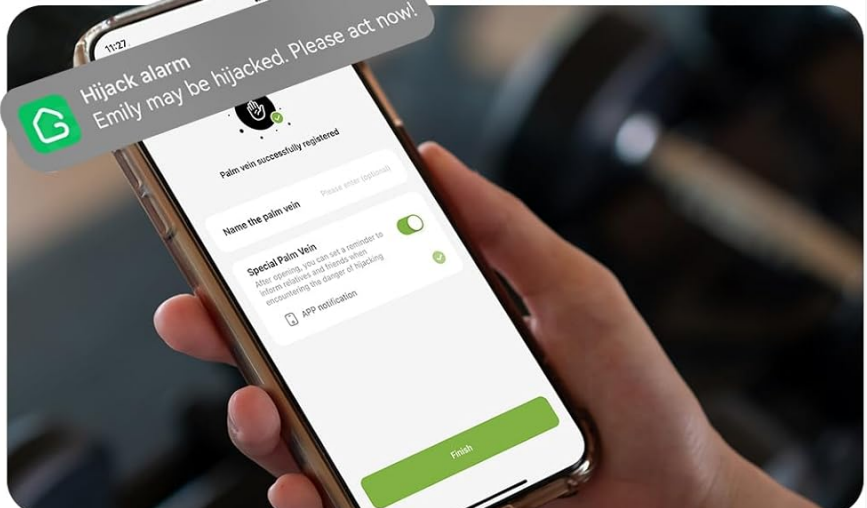 11:27
Hijack alarm
Emily may be hijacked. Please act now!
Palm vein successfully registered
Name the palm vein Please enter (optional)
Special Palm Vein
After opening, you can set a reminder to
inform relatives and friends when
encountering the danger of hijacking
APP notification
Finish